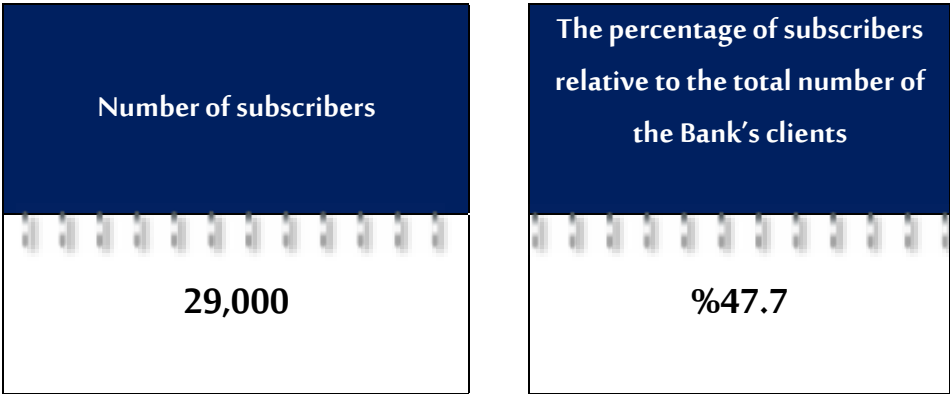 Number of subscribers
The percentage of subscribers
relative to the total number of
the Bank’s clients
29,000
%47.7